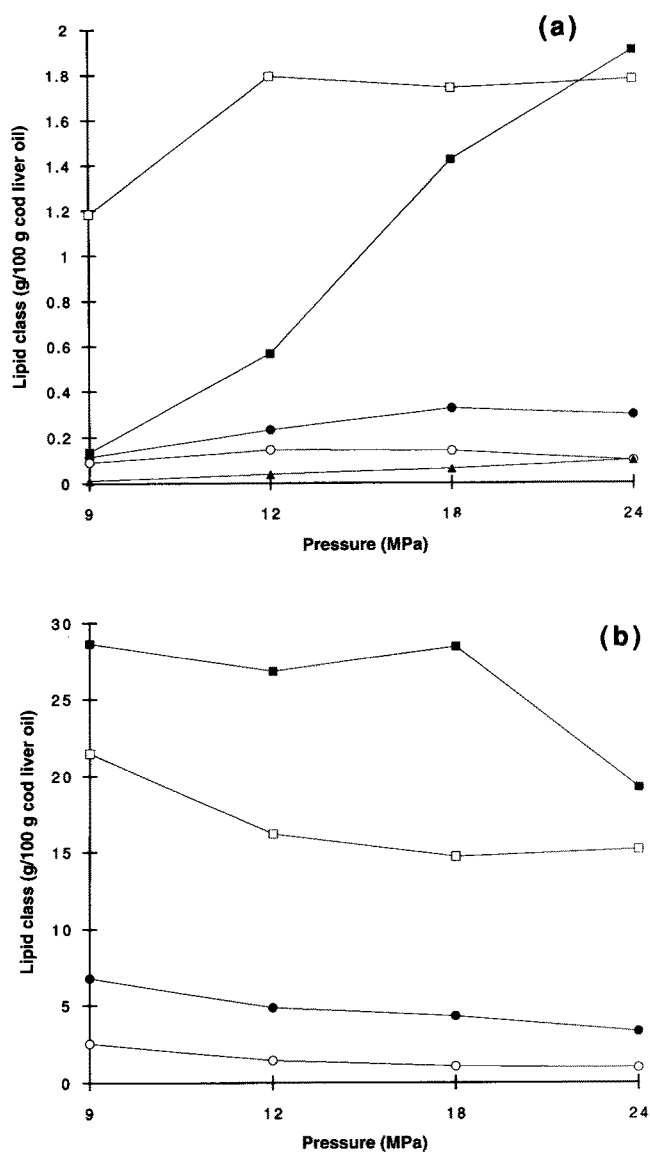 (a)
Lipid class (g/100 g cod liver oil)
2
1.8
1.6
1.4
1.2
1
0.8
0.6
0.4
0.2
0
9 12 18 24
Pressure (MPa)
(b)
Lipid class (g/100 g cod liver oil)
30
25
20
15
10
5
0
9 12 18 24
Pressure (MPa)